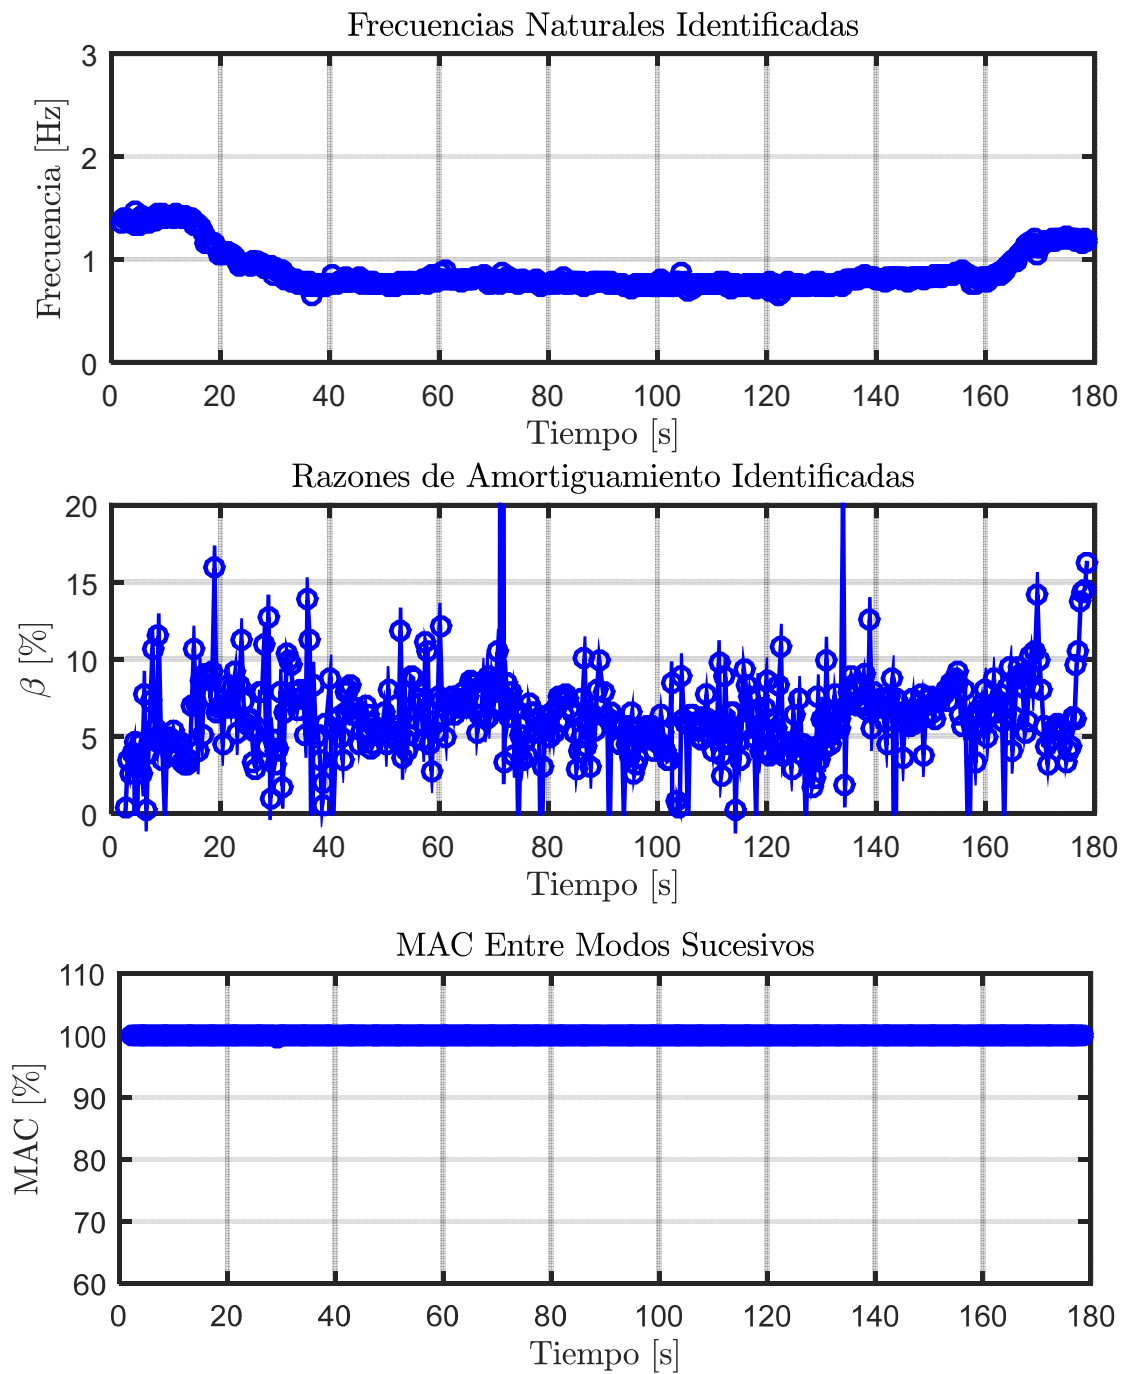 Frecuencias Naturales Identificadas
3
2
1
0
Frecuencia [Hz]
0 20 40 60 80 100 120 140 160 180
Tiempo [s]
Razones de Amortiguamiento Identificadas
20
15
10
5
0
β [%]
0 20 40 60 80 100 120 140 160 180
Tiempo [s]
MAC Entre Modos Sucesivos
110
100
90
80
70
60
MAC [%]
0 20 40 60 80 100 120 140 160 180
Tiempo [s]